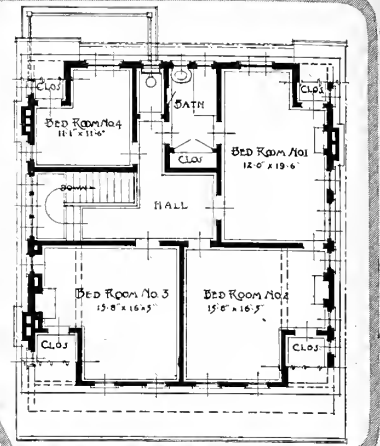 CLOS
BATH
CLOS
BED ROOM NO.4
11'-1" X 11'-6"
CLOS
BED ROOM NO.1
12'-0" X 19'-6"
DOWN
HALL
BED ROOM NO.3
15'-8" X 16'-5"
BED ROOM NO.2
15'-8" X 16'-5"
CLOS
CLOS